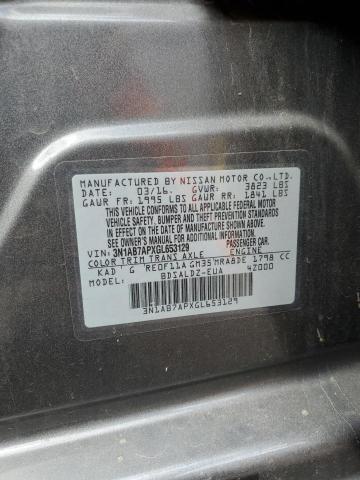 MANUFACTURED BY NISSAN MOTOR CO.,LTD.
DATE: 03/16. GVWR: 3823 LBS
GAWR FR: 1995 LBS GAWR RR: 1841 LBS
THIS VEHICLE CONFORMS TO ALL APPLICABLE FEDERAL MOTOR
VEHICLE SAFETY, BUMPER AND THEFT PREVENTION
STANDARDS IN EFFECT ON THE DATE OF
MANUFACTURE SHOWN ABOVE.
SEE OWNER'S MANUAL FOR ADDITIONAL INFORMATION.
VIN: 3N1AB7APXGL653129 PASSENGER CAR.
COLOR TRIM TRANS AXLE ENGINE
KAD G RE0F11A GM35 MRA8DE 1798 CC
BDSALDZ-EUA 4Z000
3N1AB7APXGL653129